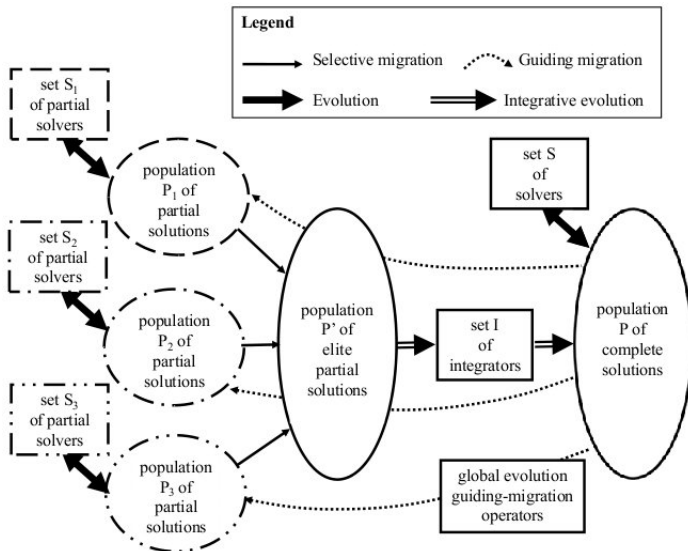 Legend
Selective migration
Guiding migration
Evolution
Integrative evolution
set S₁
of partial
solvers
population
P₁ of
partial
solutions
set S
of
solvers
set S₂
of partial
solvers
population
P₂ of
partial
solutions
population
P' of
elite
partial
solutions
set I
of
integrators
population
P of
complete
solutions
set S₃
of partial
solvers
population
P₃ of
partial
solutions
global evolution
guiding-migration
operators